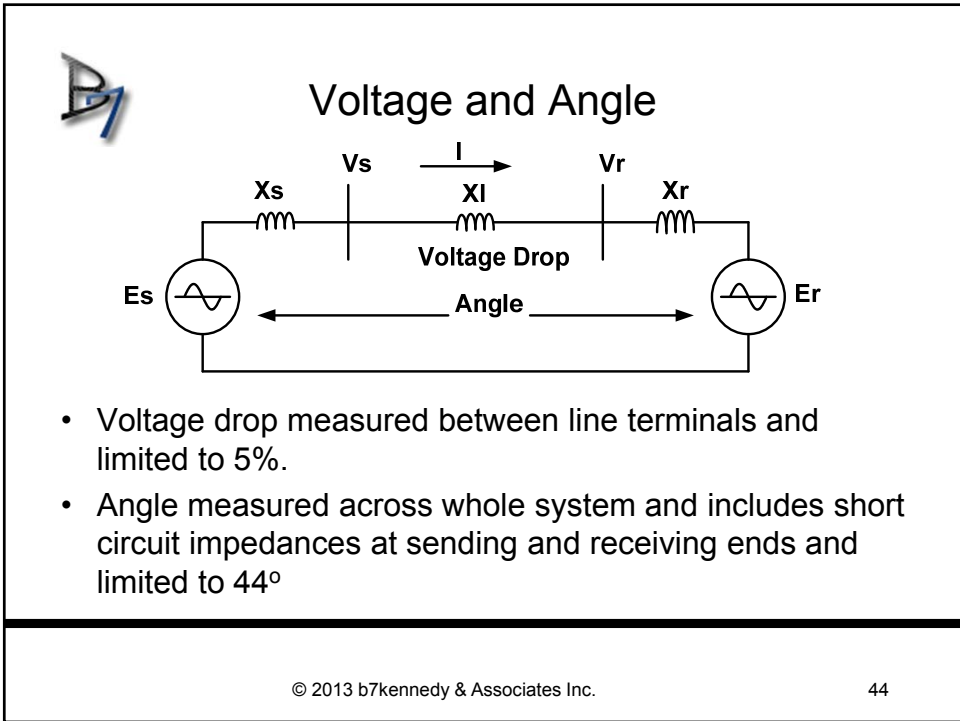 B7
Voltage and Angle
Vs
I
Vr
Xs
Xl
Xr
Voltage Drop
Es
Angle
Er
• Voltage drop measured between line terminals and
limited to 5%.
• Angle measured across whole system and includes short
circuit impedances at sending and receiving ends and
limited to 44º
© 2013 b7kennedy & Associates Inc.
44